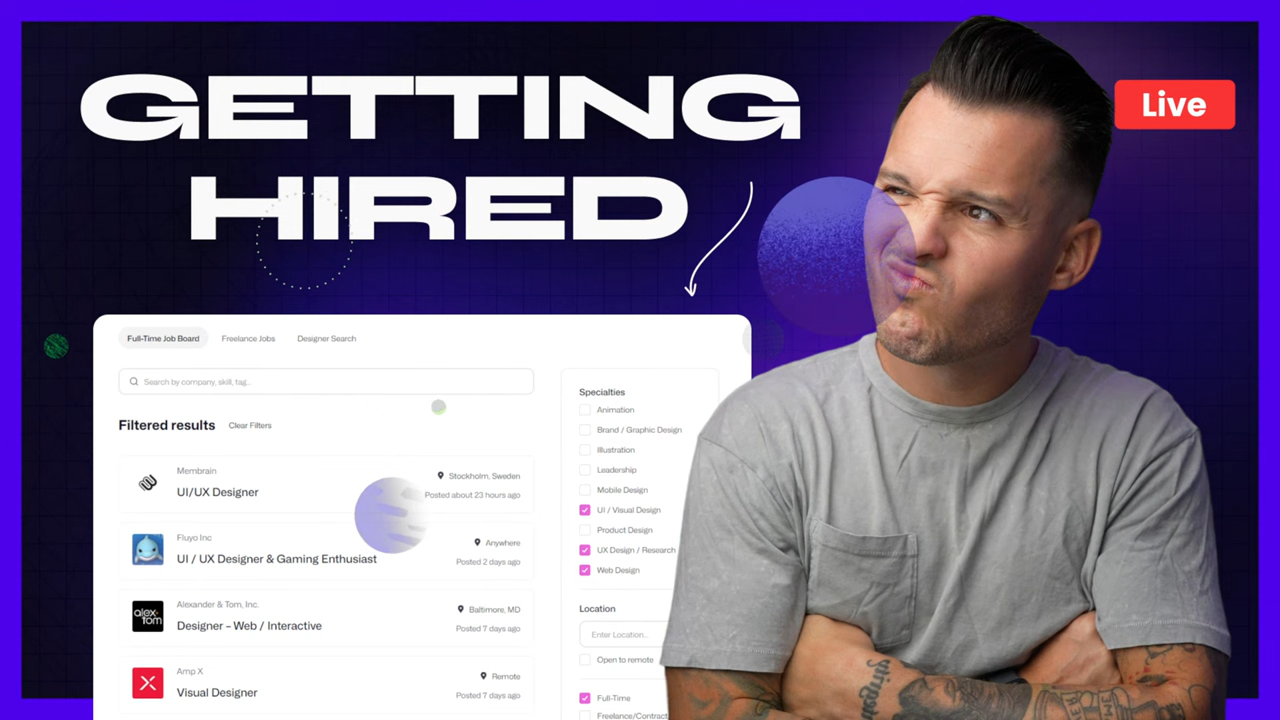 GETTING
HIRED
Live
Full-Time Job Board Freelance Jobs Designer Search
Search by company, skill, tag..
Filtered results Clear Filters
Membrain
UI/UX Designer
Stockholm, Sweden
Posted about 23 hours ago
Fluyo Inc
UI / UX Designer & Gaming Enthusiast
Anywhere
Posted 2 days ago
alex+
tom
Alexander & Tom, Inc.
Designer - Web / Interactive
Baltimore, MD
Posted 7 days ago
Amp X
Visual Designer
Remote
Posted 7 days ago
Specialties
Animation
Brand / Graphic Design
Illustration
Leadership
Mobile Design
UI / Visual Design
Product Design
UX Design / Research
Web Design
Location
Enter Location..
Open to remote
Full-Time
Freelance/Contract